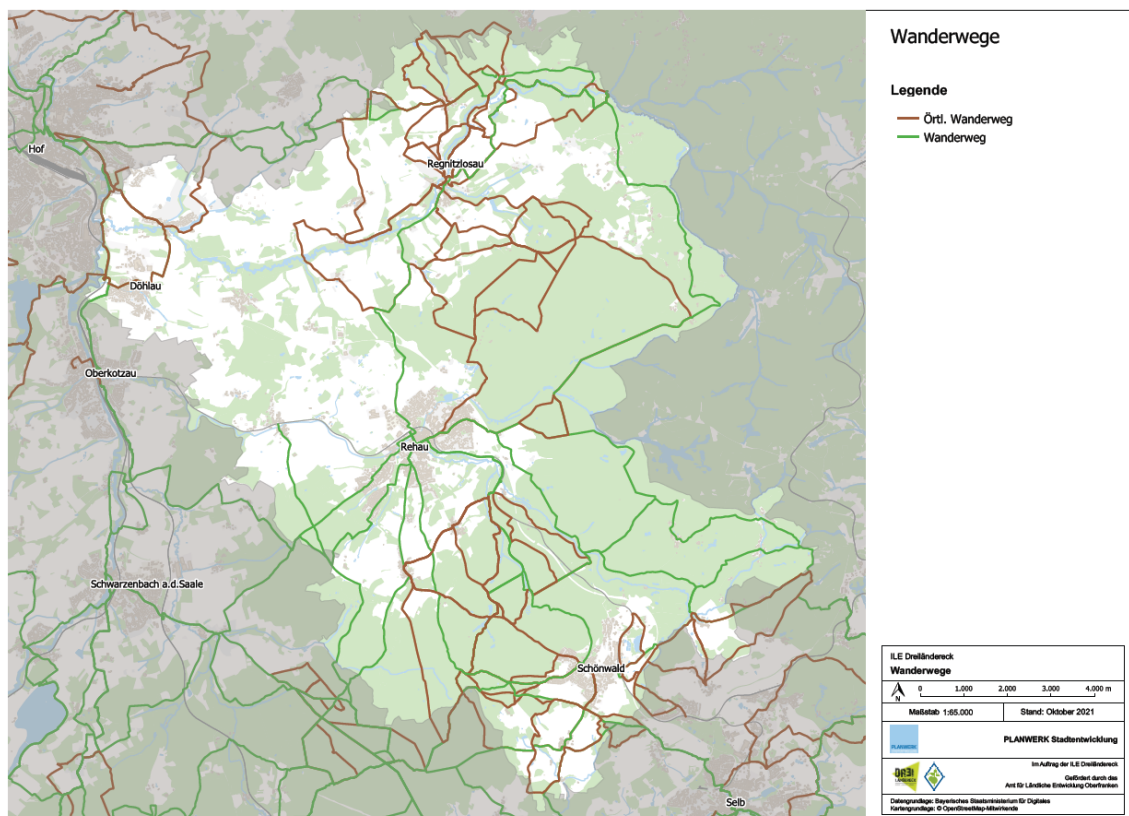 Wanderwege
Legende
Örtl. Wanderweg
Wanderweg
Hof
Regnitzlosau
Döhlau
Oberkotzau
Rehau
Schwarzenbach a.d.Saale
Schönwald
Selb
ILE Dreiländereck
Wanderwege
N
0 1.000 2.000 3.000 4.000 m
Maßstab 1:65.000 Stand: Oktober 2021
PLANWERK
PLANWERK Stadtentwicklung
DREI
LÄNDERECK
Im Auftrag der ILE Dreiländereck
Gefördert durch das
Amt für Ländliche Entwicklung Oberfranken
Datengrundlage: Bayerisches Staatsministerium für Digitales
Kartengrundlage: © OpenStreetMap-Mitwirkende